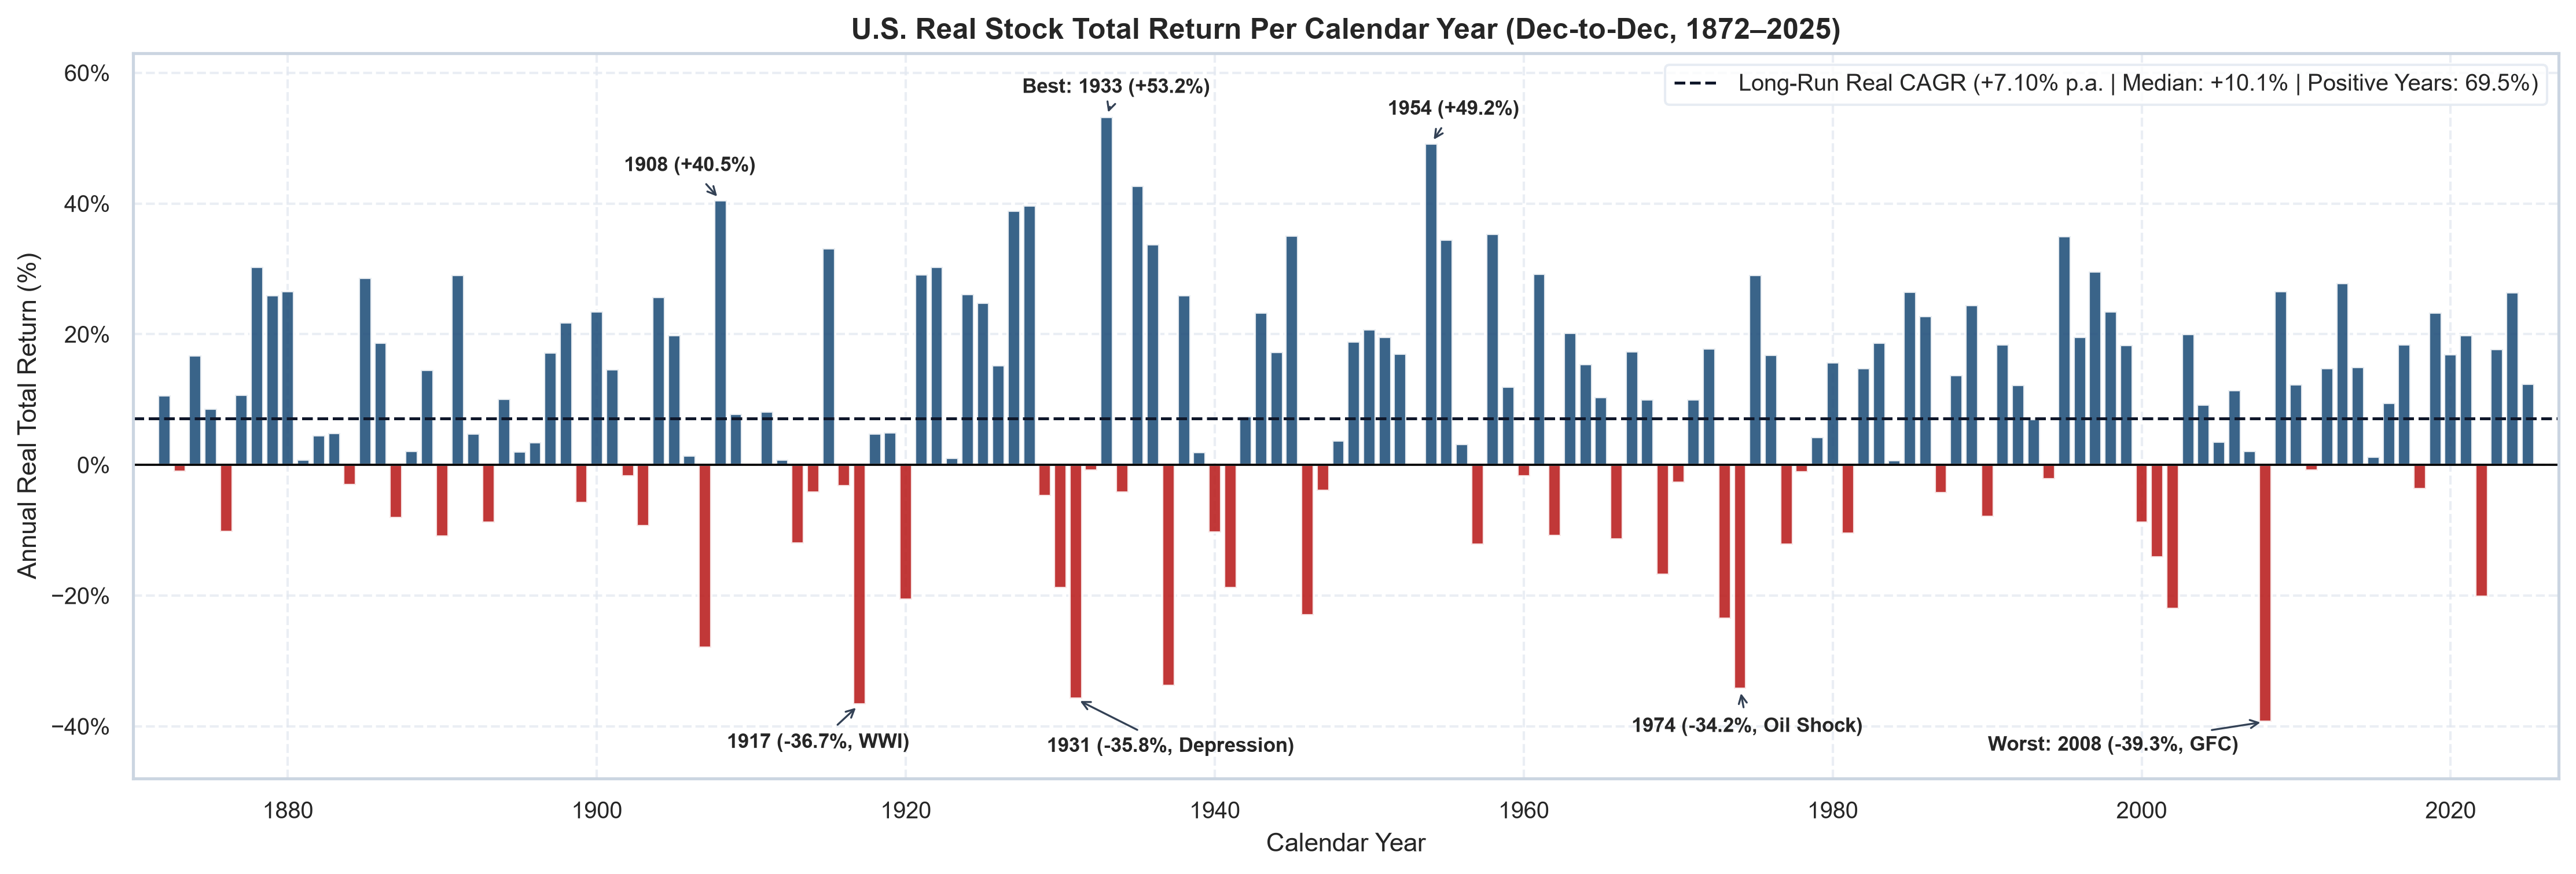 U.S. Real Stock Total Return Per Calendar Year (Dec-to-Dec, 1872–2025)
Long-Run Real CAGR (+7.10% p.a. | Median: +10.1% | Positive Years: 69.5%)
Best: 1933 (+53.2%)
1954 (+49.2%)
1908 (+40.5%)
Annual Real Total Return (%)
60%
40%
20%
0%
−20%
−40%
1917 (-36.7%, WWI)
1931 (-35.8%, Depression)
1974 (-34.2%, Oil Shock)
Worst: 2008 (-39.3%, GFC)
1880
1900
1920
1940
1960
1980
2000
2020
Calendar Year